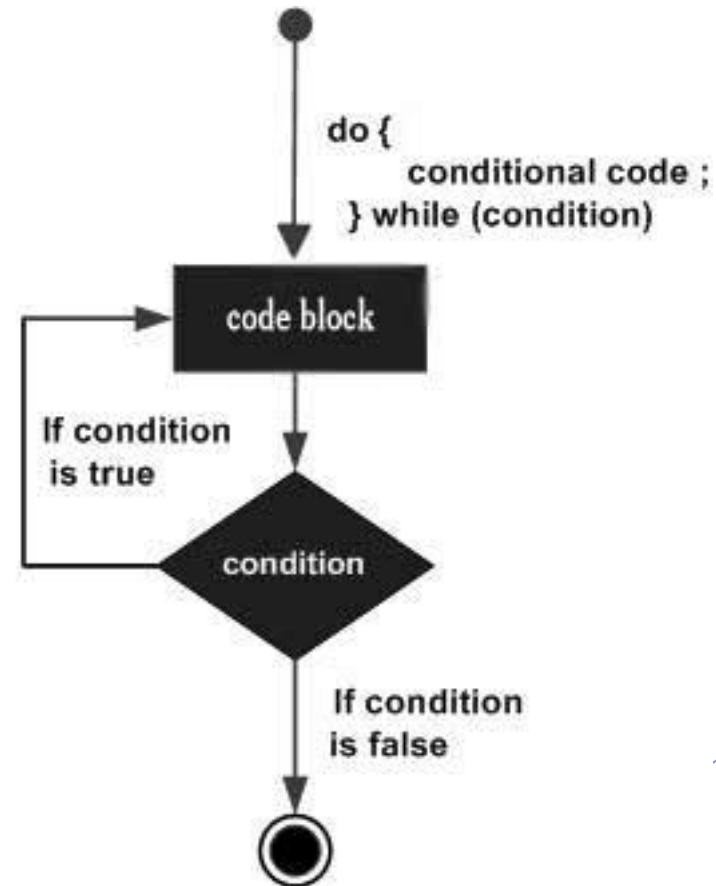 do {
conditional code ;
} while (condition)
code block
If condition
is true
condition
If condition
is false